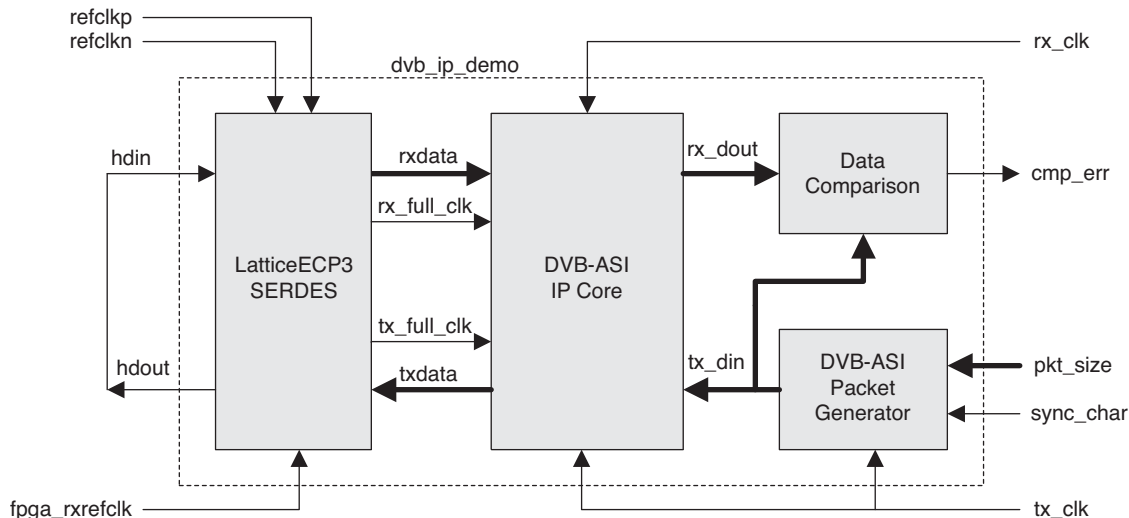 refclkp
refclkn
rx_clk
dvb_ip_demo
hdin
rxdata
rx_dout
Data
Comparison
cmp_err
rx_full_clk
LatticeECP3
SERDES
DVB-ASI
IP Core
tx_full_clk
hdout
txdata
tx_din
DVB-ASI
Packet
Generator
pkt_size
sync_char
fpga_rxrefclk
tx_clk